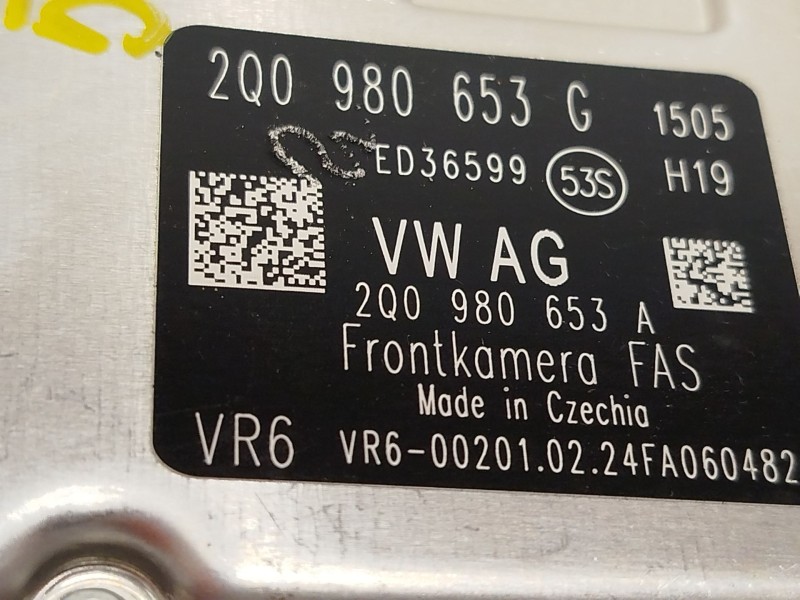 2Q0 980 653 G 1505
ED36599 53S H19
VW AG
2Q0 980 653 A
Frontkamera FAS
Made in Czechia
VR6 VR6-00201.02.24FA060482